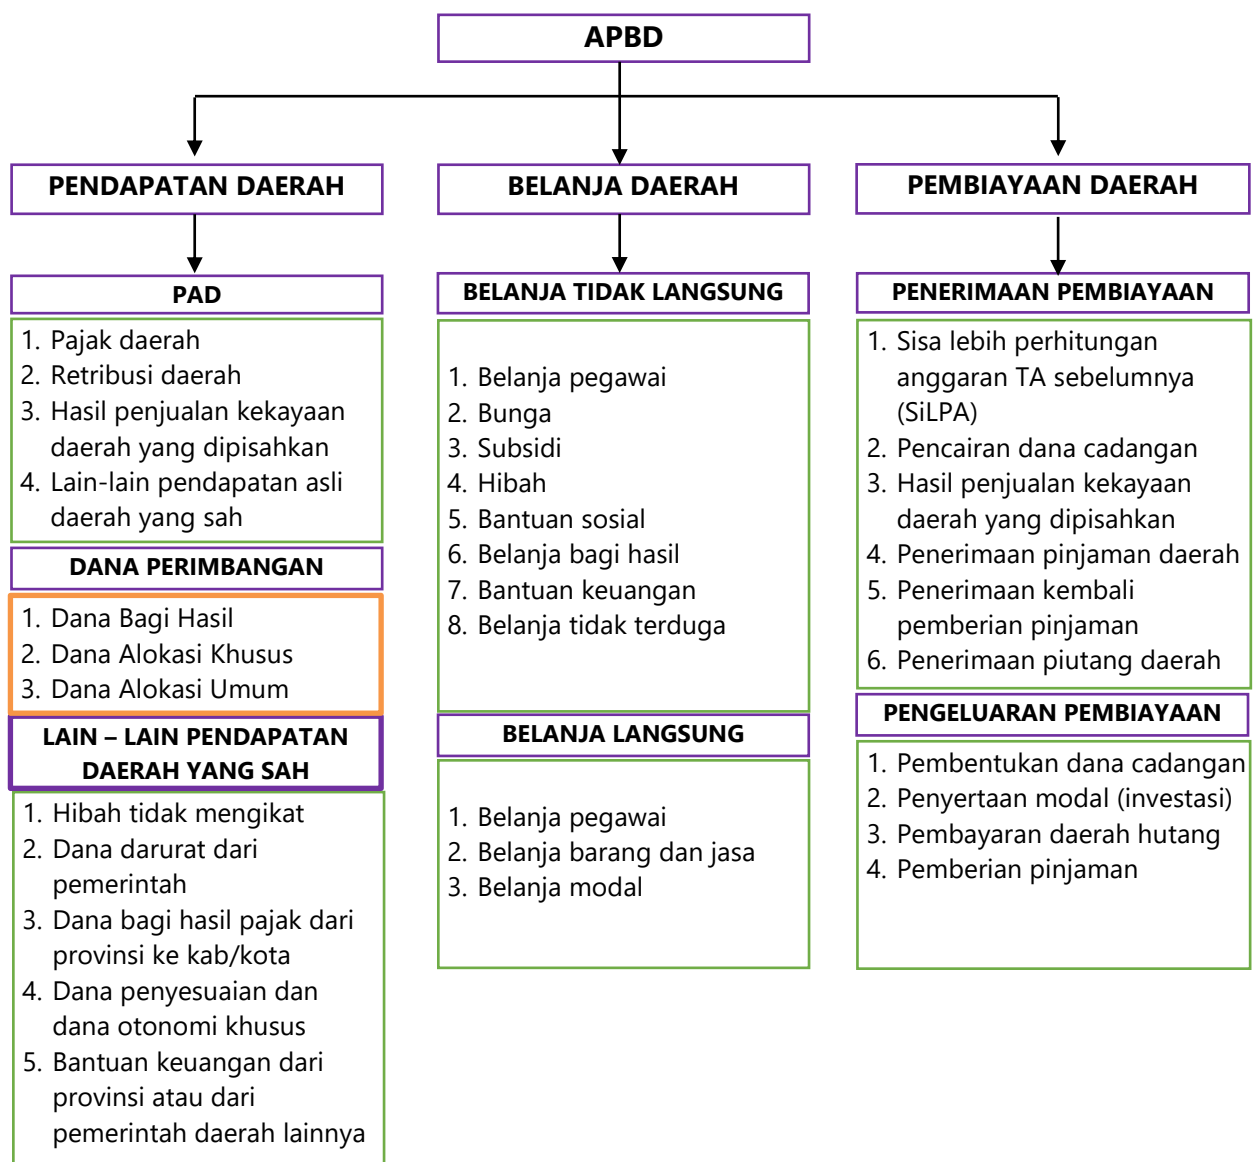 APBD
PENDAPATAN DAERAH
PAD
1. Pajak daerah
2. Retribusi daerah
3. Hasil penjualan kekayaan
daerah yang dipisahkan
4. Lain-lain pendapatan asli
daerah yang sah
DANA PERIMBANGAN
1. Dana Bagi Hasil
2. Dana Alokasi Khusus
3. Dana Alokasi Umum
LAIN – LAIN PENDAPATAN
DAERAH YANG SAH
1. Hibah tidak mengikat
2. Dana darurat dari
pemerintah
3. Dana bagi hasil pajak dari
provinsi ke kab/kota
4. Dana penyesuaian dan
dana otonomi khusus
5. Bantuan keuangan dari
provinsi atau dari
pemerintah daerah lainnya
BELANJA DAERAH
BELANJA TIDAK LANGSUNG
1. Belanja pegawai
2. Bunga
3. Subsidi
4. Hibah
5. Bantuan sosial
6. Belanja bagi hasil
7. Bantuan keuangan
8. Belanja tidak terduga
BELANJA LANGSUNG
1. Belanja pegawai
2. Belanja barang dan jasa
3. Belanja modal
PEMBIAYAAN DAERAH
PENERIMAAN PEMBIAYAAN
1. Sisa lebih perhitungan
anggaran TA sebelumnya
(SiLPA)
2. Pencairan dana cadangan
3. Hasil penjualan kekayaan
daerah yang dipisahkan
4. Penerimaan pinjaman daerah
5. Penerimaan kembali
pemberian pinjaman
6. Penerimaan piutang daerah
PENGELUARAN PEMBIAYAAN
1. Pembentukan dana cadangan
2. Penyertaan modal (investasi)
3. Pembayaran daerah hutang
4. Pemberian pinjaman